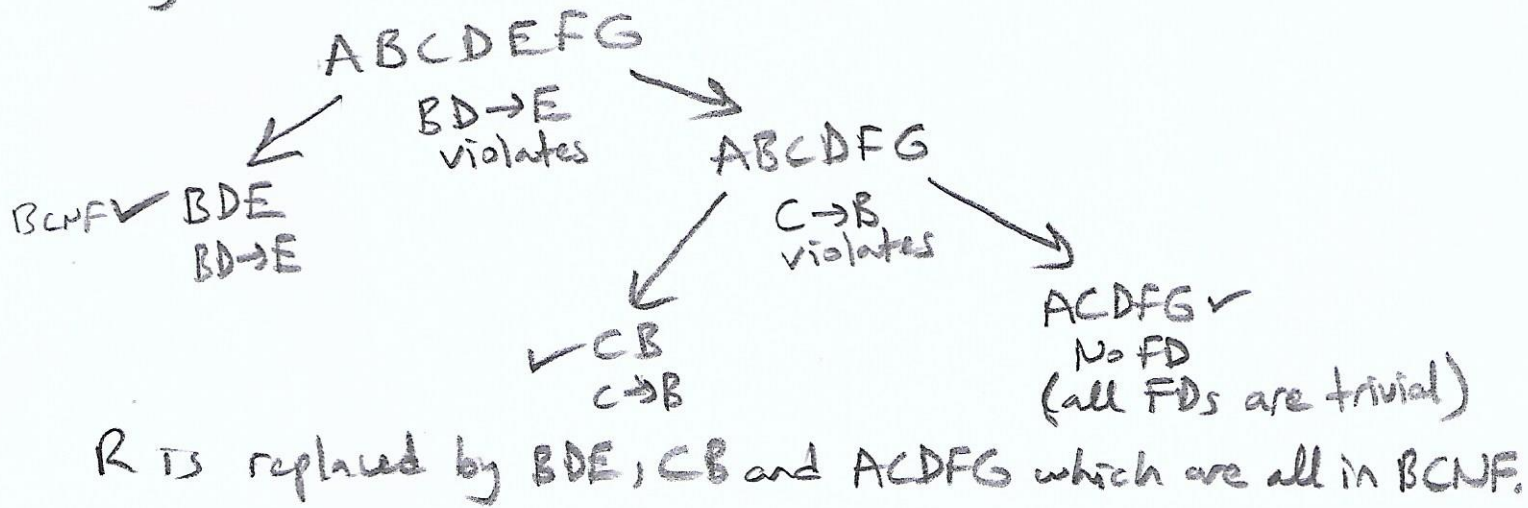 ABCDEFG
BD→E
violates
ABCDFG
BCNF✓ BDE
BD→E
C→B
violates
ACDFG✓
✓CB
No FD
C→B
(all FDs are trivial)
R is replaced by BDE, CB and ACDFG which are all in BCNF.